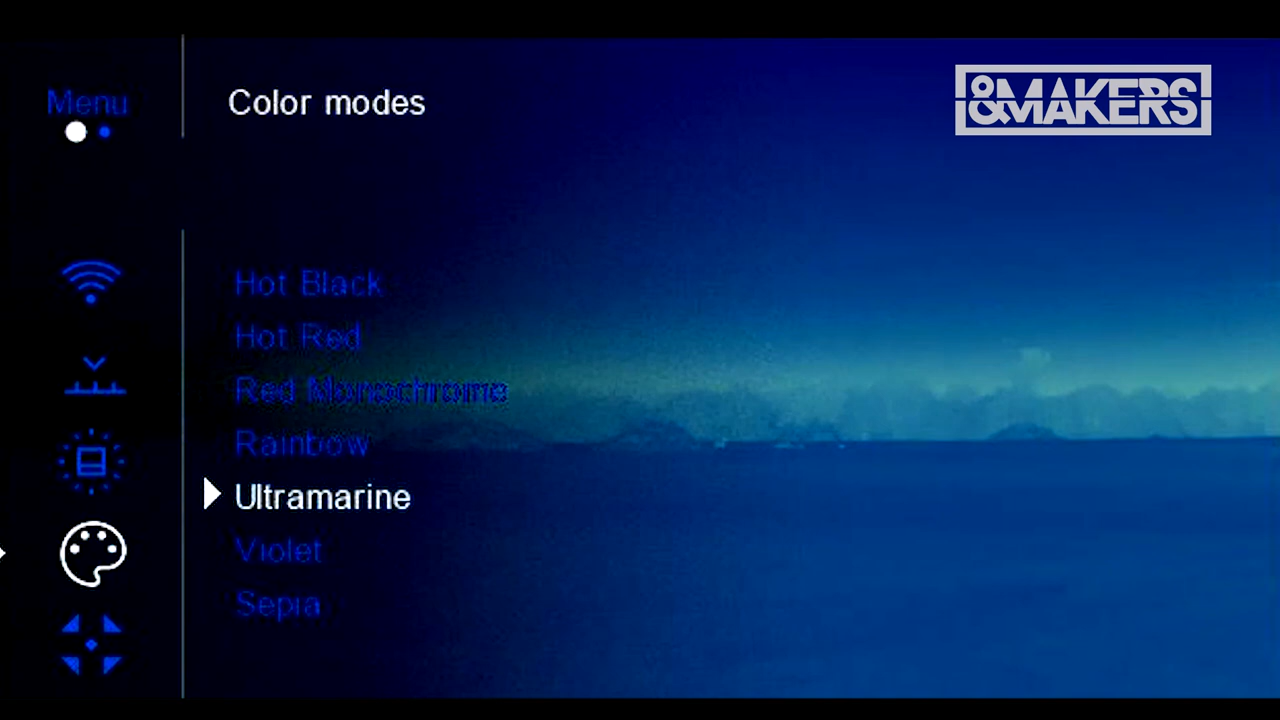 Menu
Color modes
&MAKERS
Hot Black
Hot Red
Red Monochrome
Rainbow
Ultramarine
Violet
Sepia